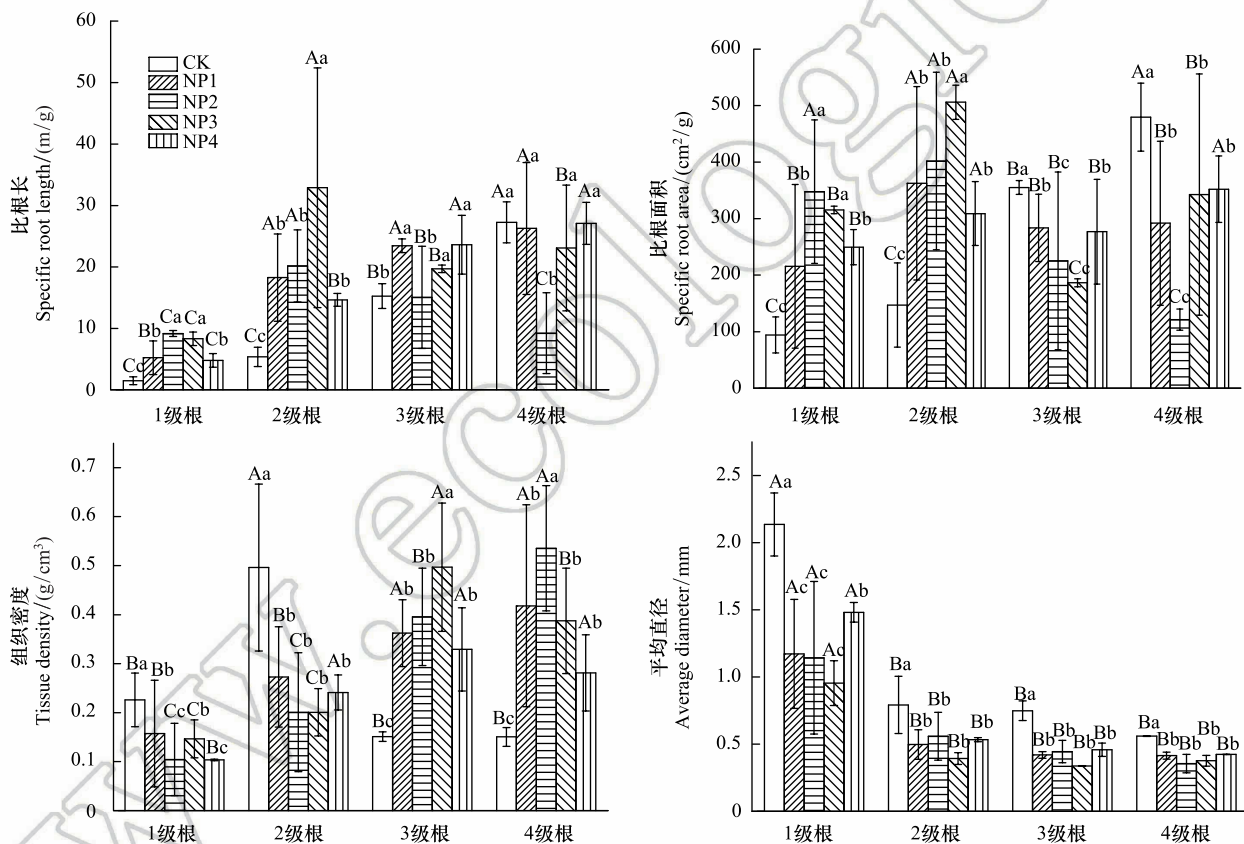 比根长
Specific root length/(m/g)
60
50
40
30
20
10
0
CK
NP1
NP2
NP3
NP4
Cc Bb Ca Ca Cb
Cc Ab Ab Aa Bb
Bb Aa Bb Ba Aa
Aa Aa Cb Ba Aa
1级根 2级根 3级根 4级根
比根面积
Specific root area/(cm²/g)
600
500
400
300
200
100
0
Cc Bb Aa Ba Bb
Cc Ab Ab Aa Ab
Ba Bb Bc Cc Bb
Aa Bb Cc Bb Ab
1级根 2级根 3级根 4级根
组织密度
Tissue density/(g/cm³)
0.7
0.6
0.5
0.4
0.3
0.2
0.1
0
Ba Bb Cc Cb Bc
Aa Bb Cb Cb Ab
Bc Ab Bb Aa Ab
Bc Ab Aa Bb Ab
1级根 2级根 3级根 4级根
平均直径
Average diameter/mm
2.5
2.0
1.5
1.0
0.5
0
Aa Ac Ac Ac Ab
Ba Bb Bb Bb Bb
Ba Bb Bb Bb Bb
Ba Bb Bb Bb Bb
1级根 2级根 3级根 4级根
www.ecologic